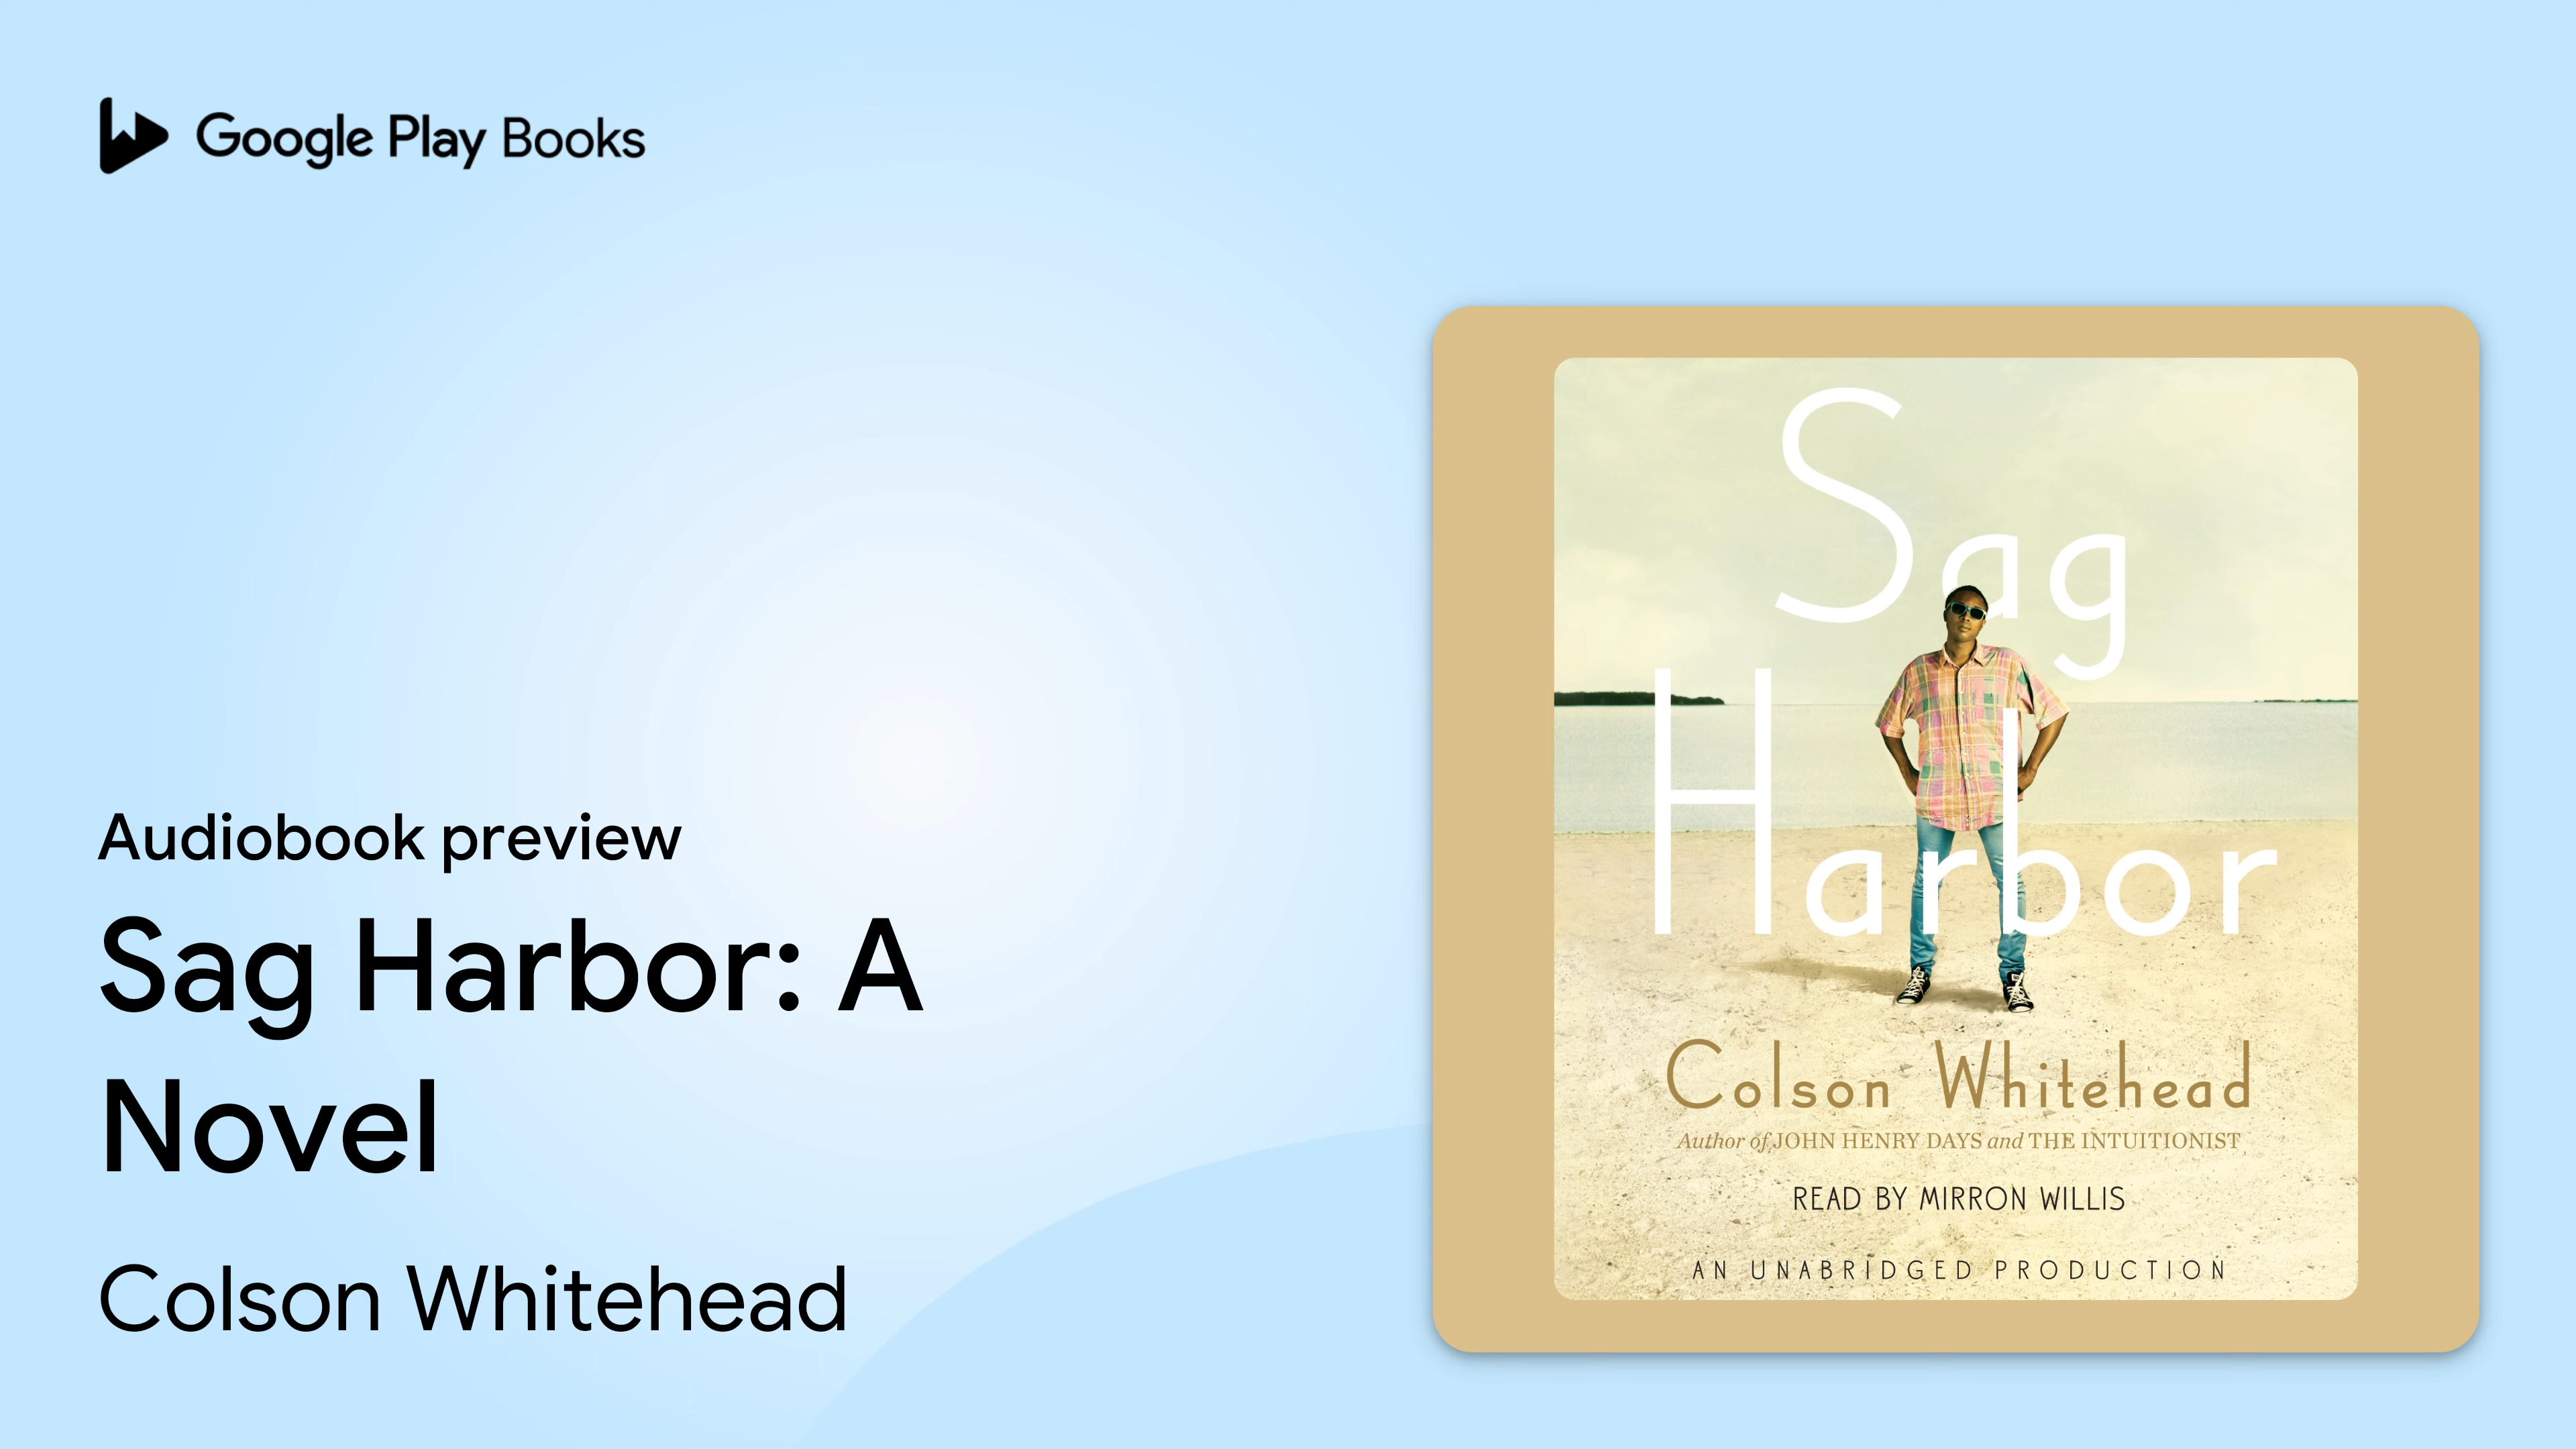 Google Play Books
Audiobook preview
Sag Harbor: A
Novel
Colson Whitehead
Sag
Harbor
Colson Whitehead
Author of JOHN HENRY DAYS and THE INTUITIONIST
READ BY MIRRON WILLIS
AN UNABRIDGED PRODUCTION